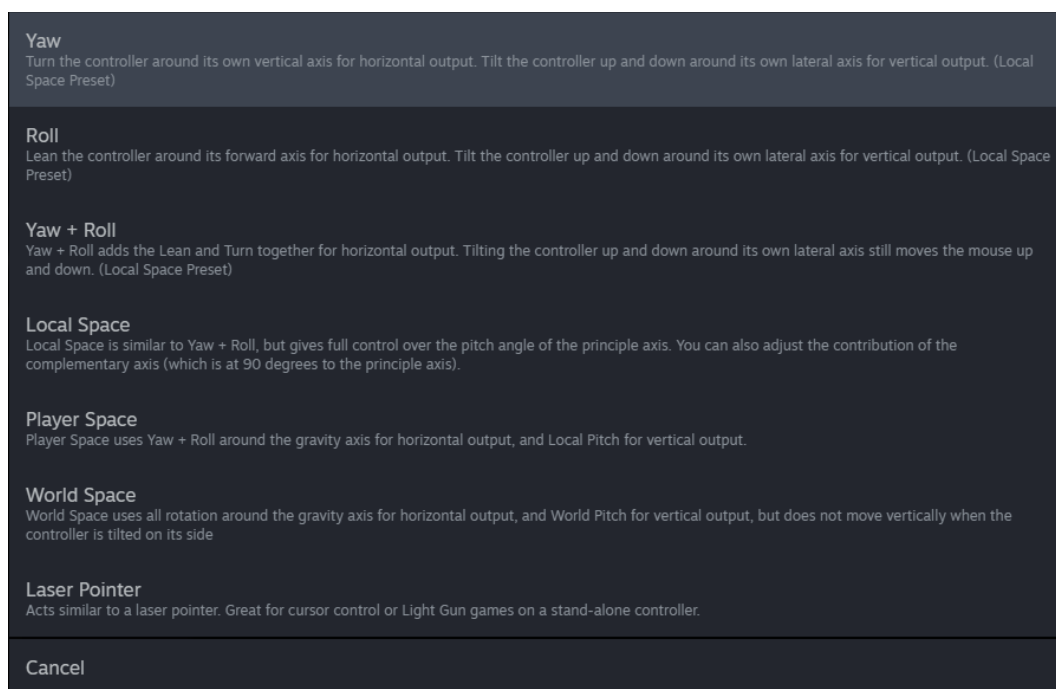 Yaw
Turn the controller around its own vertical axis for horizontal output. Tilt the controller up and down around its own lateral axis for vertical output. (Local
Space Preset)
Roll
Lean the controller around its forward axis for horizontal output. Tilt the controller up and down around its own lateral axis for vertical output. (Local Space
Preset)
Yaw + Roll
Yaw + Roll adds the Lean and Turn together for horizontal output. Tilting the controller up and down around its own lateral axis still moves the mouse up
and down. (Local Space Preset)
Local Space
Local Space is similar to Yaw + Roll, but gives full control over the pitch angle of the principle axis. You can also adjust the contribution of the
complementary axis (which is at 90 degrees to the principle axis).
Player Space
Player Space uses Yaw + Roll around the gravity axis for horizontal output, and Local Pitch for vertical output.
World Space
World Space uses all rotation around the gravity axis for horizontal output, and World Pitch for vertical output, but does not move vertically when the
controller is tilted on its side
Laser Pointer
Acts similar to a laser pointer. Great for cursor control or Light Gun games on a stand-alone controller.
Cancel